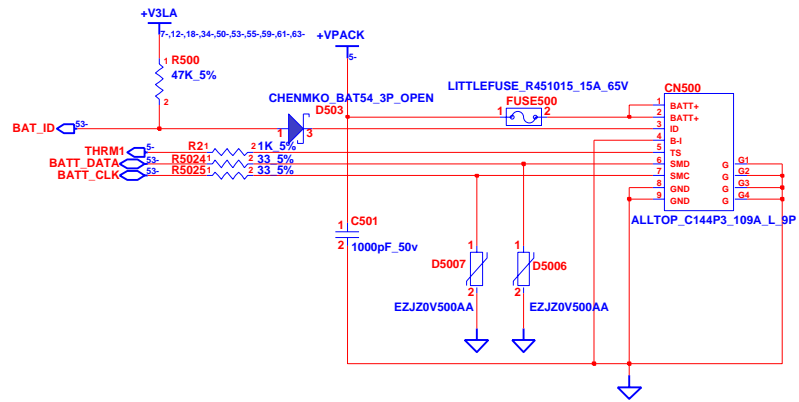 +V3LA
7-,12-,18-,34-,50-,53-,55-,59-,61-,63-
+VPACK
5-
1 R500
47K_5%
2
LITTLEFUSE_R451015_15A_65V
CN500
CHENMKO_BAT54_3P_OPEN
D503
FUSE500
1 2
1 BATT+
2 BATT+
BAT_ID 53-
1 3
3 ID
4 B-I
THRM1 5-
R21 2 1K_5%
5 TS
BATT_DATA 53-
R5024 1 2 33_5%
6 SMD
G G1
BATT_CLK 53-
R5025 1 2 33_5%
7 SMC
G G2
8 GND
G G3
9 GND
G G4
ALLTOP_C144P3_109A_L_9P
1 C501
2 1000pF_50v
1 1
D5007 D5006
2 2
EZJZ0V500AA EZJZ0V500AA